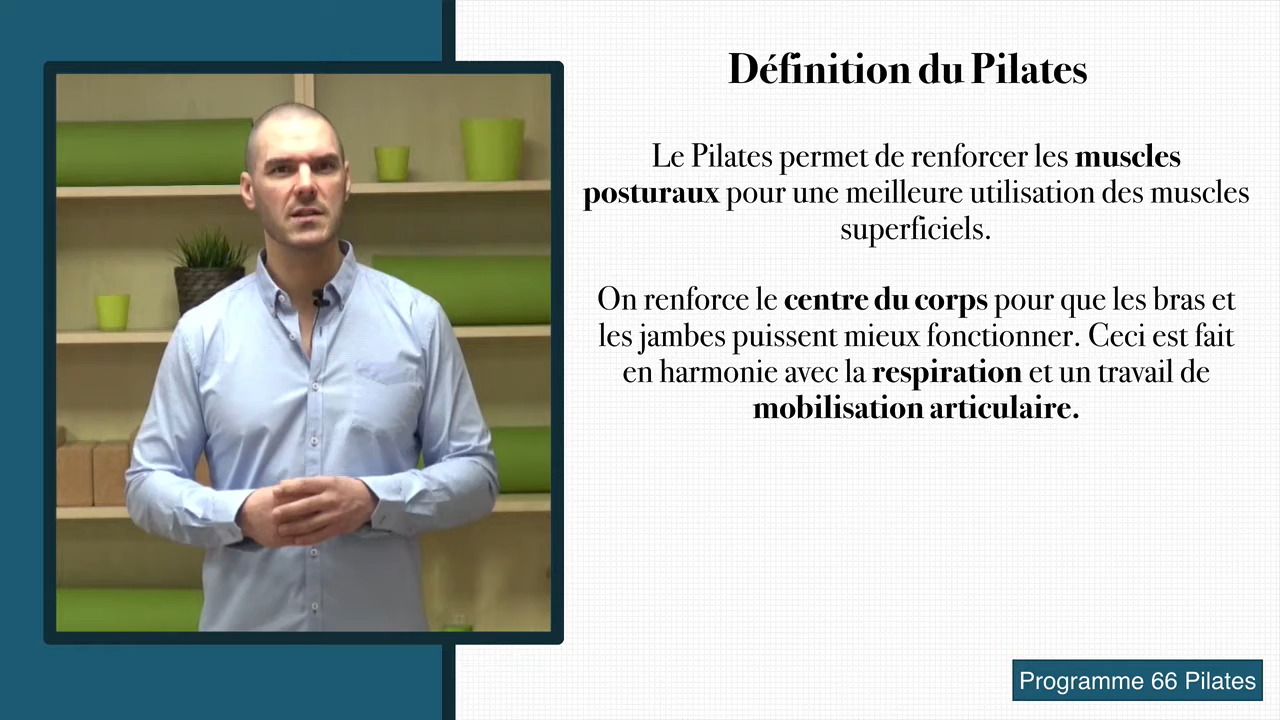 Définition du Pilates
Le Pilates permet de renforcer les muscles
posturaux pour une meilleure utilisation des muscles
superficiels.
On renforce le centre du corps pour que les bras et
les jambes puissent mieux fonctionner. Ceci est fait
en harmonie avec la respiration et un travail de
mobilisation articulaire.
Programme 66 Pilates